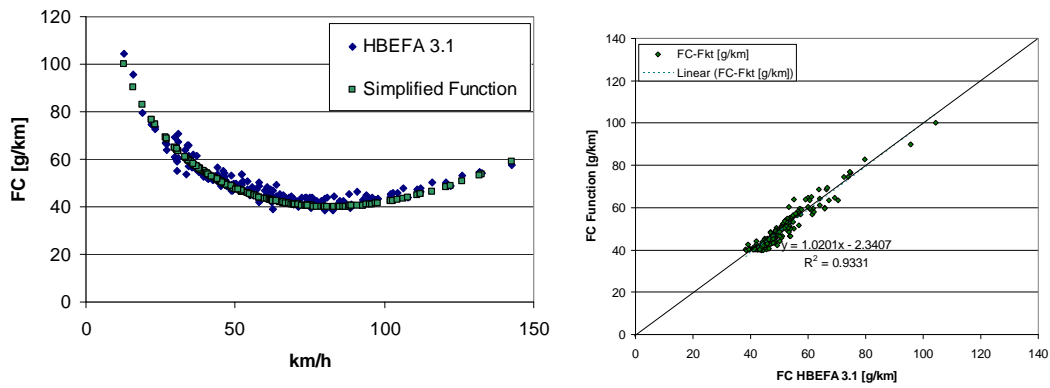 120
100
80
60
40
20
0
FC [g/km]
HBEFA 3.1
Simplified Function
0 50 100 150
km/h
140
120
100
80
60
40
20
0
FC Function [g/km]
FC-Fkt [g/km]
Linear (FC-Fkt [g/km])
y = 1.0201x - 2.3407
R² = 0.9331
0 20 40 60 80 100 120 140
FC HBEFA 3.1 [g/km]